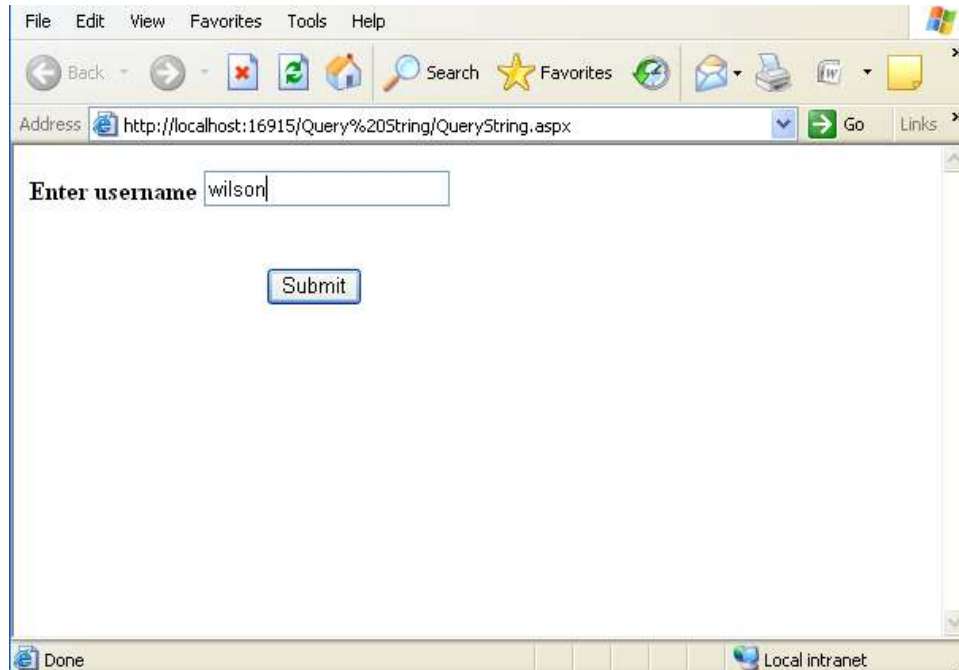 File Edit View Favorites Tools Help
Back Search Favorites W
Address http://localhost:16915/Query%20String/QueryString.aspx Go Links
Enter username wilson
Submit
Done Local intranet